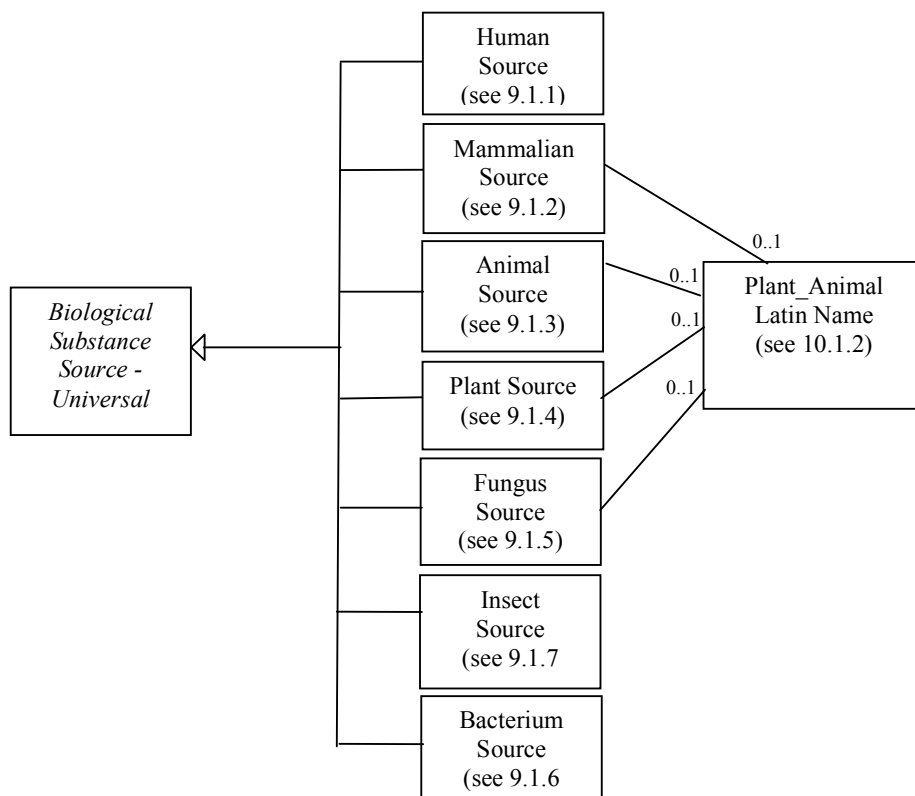 Human
Source
(see 9.1.1)
Mammalian
Source
(see 9.1.2)
0..1
Animal
Source
(see 9.1.3)
0..1
0..1
Plant_Animal
Latin Name
(see 10.1.2)
Biological
Substance
Source -
Universal
Plant Source
(see 9.1.4)
0..1
Fungus
Source
(see 9.1.5)
Insect
Source
(see 9.1.7
Bacterium
Source
(see 9.1.6